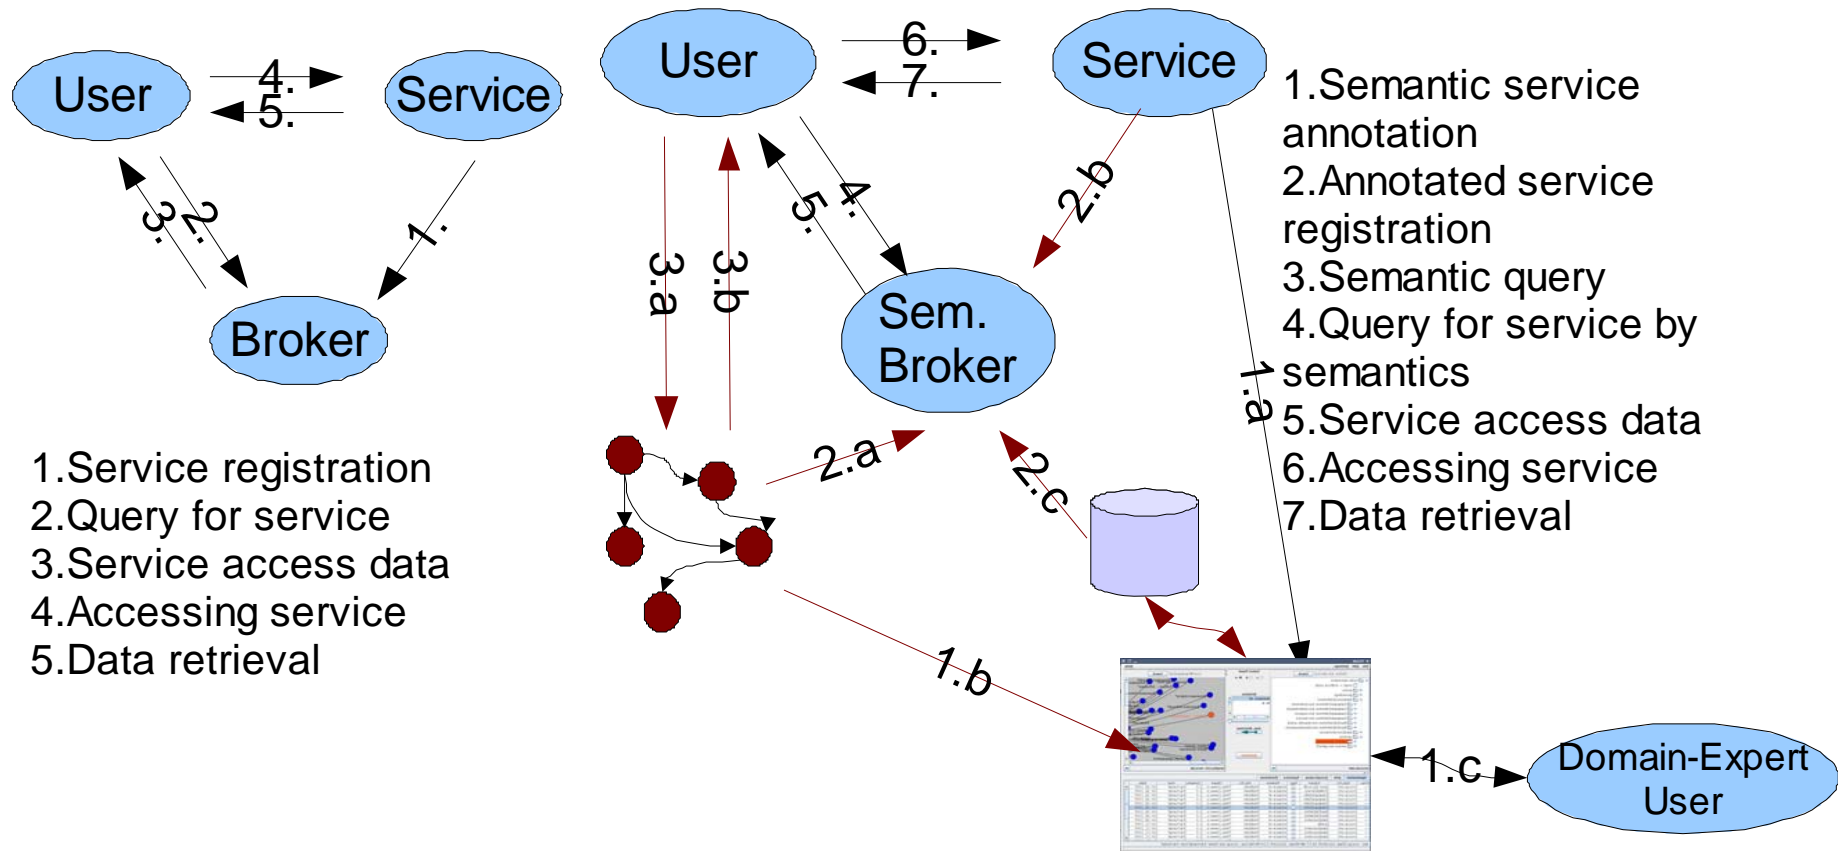 User
4.
5.
Service
3.
2.
1.
Broker
1.Service registration
2.Query for service
3.Service access data
4.Accessing service
5.Data retrieval
User
6.
7.
Service
3.a
3.b
5.
4.
2.b
Sem.
Broker
2.a
2.c
1.a
1.b
1.c
Domain-Expert
User
1.Semantic service
annotation
2.Annotated service
registration
3.Semantic query
4.Query for service by
semantics
5.Service access data
6.Accessing service
7.Data retrieval